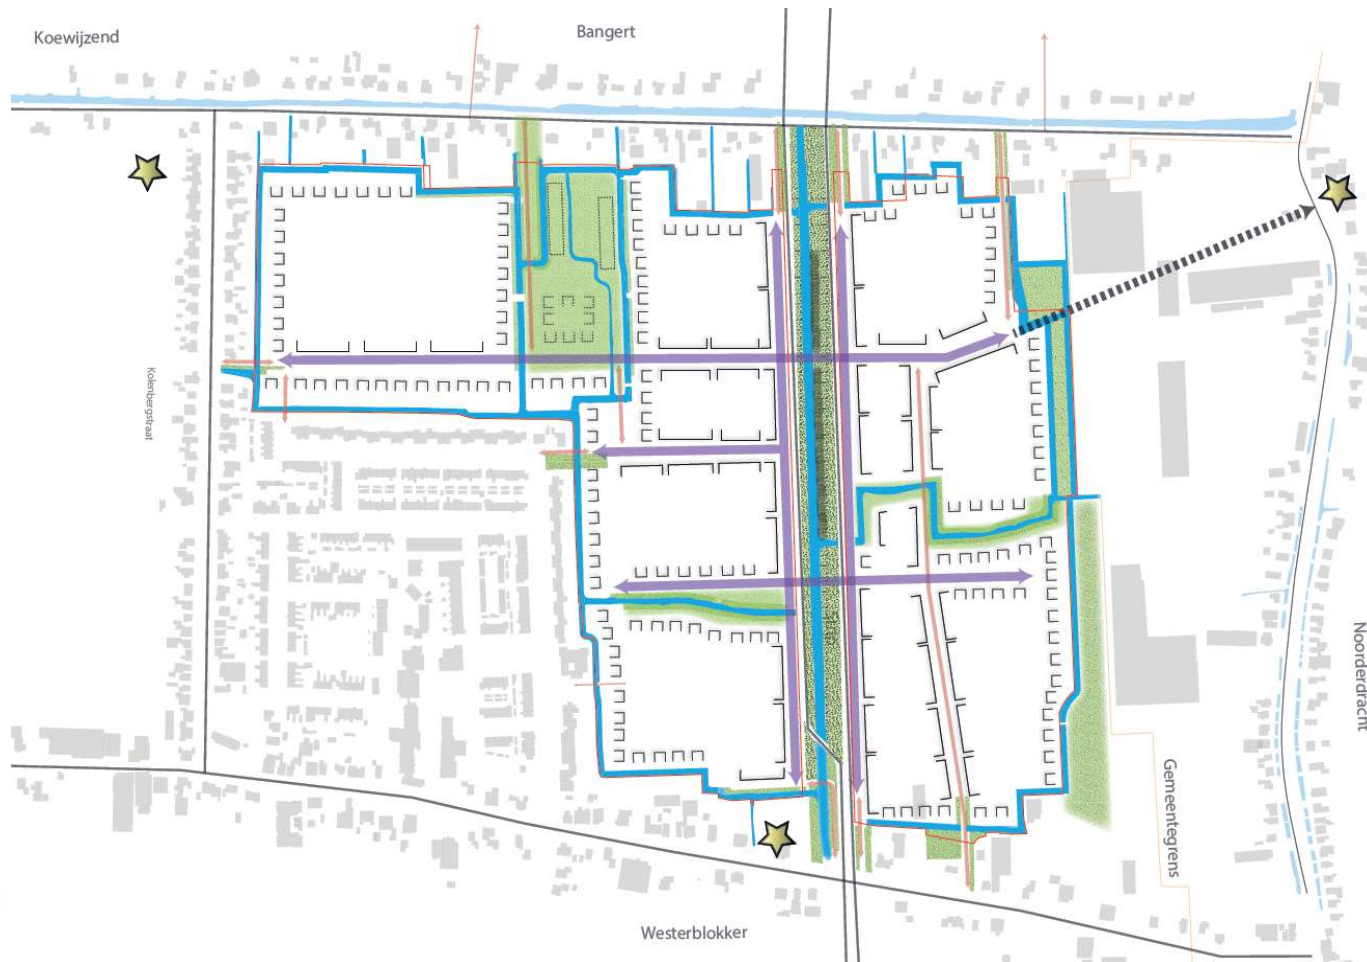 Koewijzend
Bangert
Kolenbergstraat
Noorderdracht
Gemeentegrens
Westerblokker